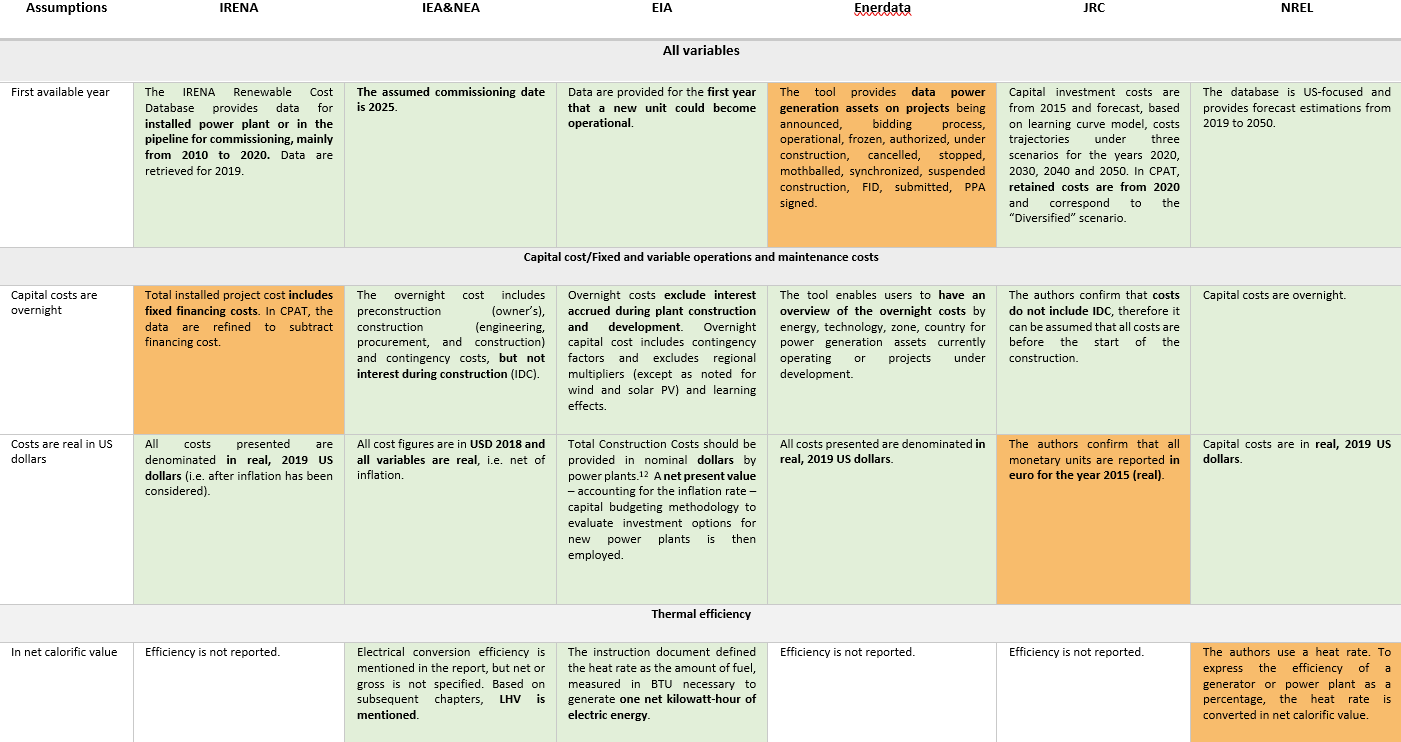 Assumptions IRENA IEA&NEA EIA Enerdata JRC NREL
All variables
First available year
The IRENA Renewable Cost
Database provides data for
installed power plant or in the
pipeline for commissioning, mainly
from 2010 to 2020. Data are
retrieved for 2019.
The assumed commissioning date
is 2025.
Data are provided for the first year
that a new unit could become
operational.
The tool provides data power
generation assets on projects being
announced, bidding process,
operational, frozen, authorized, under
construction, cancelled, stopped,
mothballed, synchronized, suspended
construction, FID, submitted, PPA
signed.
Capital investment costs are
from 2015 and forecast, based
on learning curve model, costs
trajectories under three
scenarios for the years 2020,
2030, 2040 and 2050. In CPAT,
retained costs are from 2020
and correspond to the
“Diversified” scenario.
The database is US-focused and
provides forecast estimations from
2019 to 2050.
Capital cost/Fixed and variable operations and maintenance costs
Capital costs are
overnight
Total installed project cost includes
fixed financing costs. In CPAT, the
data are refined to subtract
financing cost.
The overnight cost includes
preconstruction (owner’s),
construction (engineering,
procurement, and construction)
and contingency costs, but not
interest during construction (IDC).
Overnight costs exclude interest
accrued during plant construction
and development. Overnight
capital cost includes contingency
factors and excludes regional
multipliers (except as noted for
wind and solar PV) and learning
effects.
The tool enables users to have an
overview of the overnight costs by
energy, technology, zone, country for
power generation assets currently
operating or projects under
development.
The authors confirm that costs
do not include IDC, therefore it
can be assumed that all costs are
before the start of the
construction.
Capital costs are overnight.
Costs are real in US
dollars
All costs presented are
denominated in real, 2019 US
dollars (i.e. after inflation has been
considered).
All cost figures are in USD 2018 and
all variables are real, i.e. net of
inflation.
Total Construction Costs should be
provided in nominal dollars by
power plants.¹² A net present value
– accounting for the inflation rate –
capital budgeting methodology to
evaluate investment options for
new power plants is then
employed.
All costs presented are denominated in
real, 2019 US dollars.
The authors confirm that all
monetary units are reported in
euro for the year 2015 (real).
Capital costs are in real, 2019 US
dollars.
Thermal efficiency
In net calorific value
Efficiency is not reported.
Electrical conversion efficiency is
mentioned in the report, but net or
gross is not specified. Based on
subsequent chapters, LHV is
mentioned.
The instruction document defined
the heat rate as the amount of fuel,
measured in BTU necessary to
generate one net kilowatt-hour of
electric energy.
Efficiency is not reported.
Efficiency is not reported.
The authors use a heat rate. To
express the efficiency of a
generator or power plant as a
percentage, the heat rate is
converted in net calorific value.